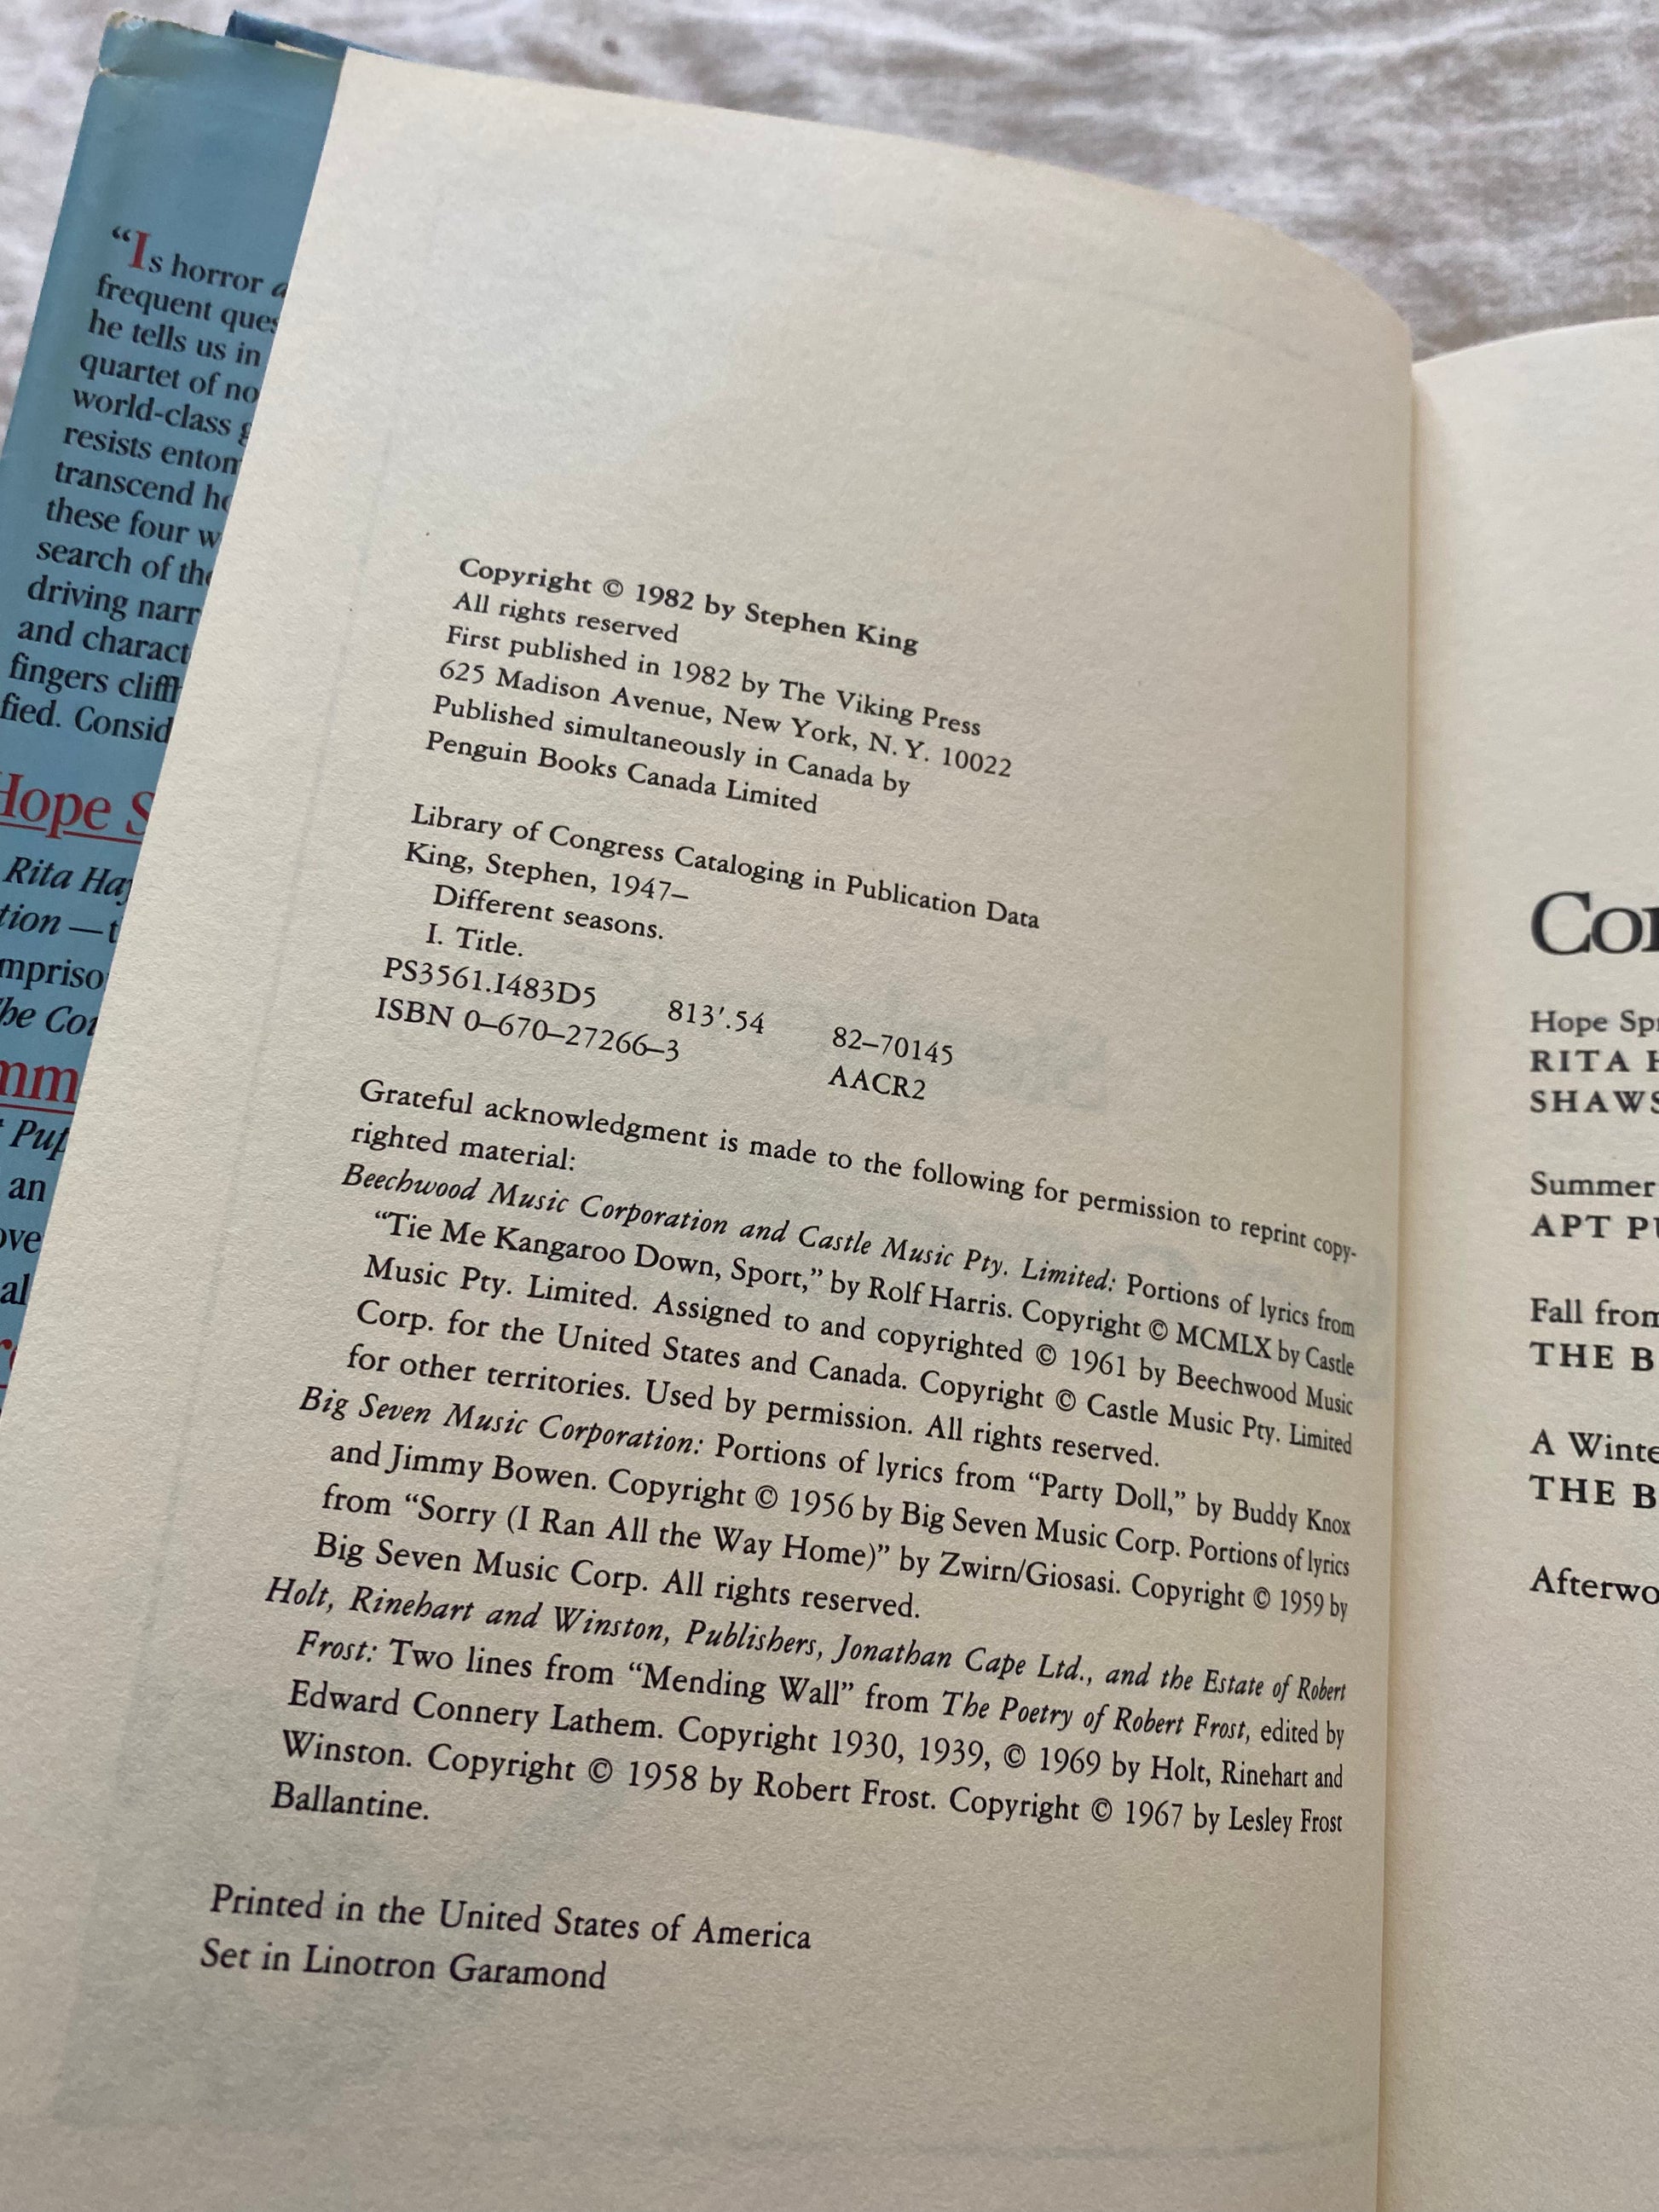 “Is horror
frequent
he tells us in
quartet of
world-class
resists
transcend
these four
search of the
driving
and
fingers
Consid
Hope S
Rita
tion — t
The
an
Copyright © 1982 by Stephen King
All rights reserved
First published in 1982 by The Viking Press
625 Madison Avenue, New York, N.Y. 10022
Published simultaneously in Canada by
Penguin Books Canada Limited
Library of Congress Cataloging in Publication Data
King, Stephen, 1947–
Different seasons.
I. Title.
PS3561.I483D5 813′.54 82–70145
ISBN 0–670–27266–3 AACR2
Grateful acknowledgment is made to the following for permission to reprint copy-
righted material:
Beechwood Music Corporation and Castle Music Pty. Limited: Portions of lyrics from
“Tie Me Kangaroo Down, Sport,” by Rolf Harris. Copyright © MCMLX by Castle
Music Pty. Limited. Assigned to and copyrighted © 1961 by Beechwood Music
Corp. for the United States and Canada. Copyright © Castle Music Pty. Limited
for other territories. Used by permission. All rights reserved.
Big Seven Music Corporation: Portions of lyrics from “Party Doll,” by Buddy Knox
and Jimmy Bowen. Copyright © 1956 by Big Seven Music Corp. Portions of lyrics
from “Sorry (I Ran All the Way Home)” by Zwirn/Giosasi. Copyright © 1959 by
Big Seven Music Corp. All rights reserved.
Holt, Rinehart and Winston, Publishers, Jonathan Cape Ltd., and the Estate of Robert
Frost: Two lines from “Mending Wall” from The Poetry of Robert Frost, edited by
Edward Connery Lathem. Copyright 1930, 1939, © 1969 by Holt, Rinehart and
Winston. Copyright © 1958 by Robert Frost. Copyright © 1967 by Lesley Frost
Ballantine.
Printed in the United States of America
Set in Linotron Garamond
Hope Spr
RITA H
SHAWS
Summer
APT PU
Fall from
THE B
A Winte
THE B
Afterwo